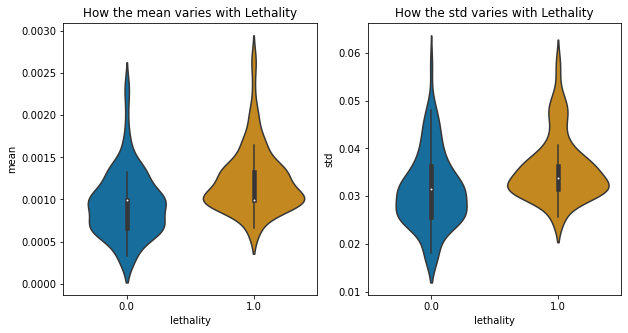 How the mean varies with Lethality
0.0030
0.0025
0.0020
0.0015
0.0010
0.0005
0.0000
mean
0.0
1.0
lethality
How the std varies with Lethality
0.06
0.05
0.04
0.03
0.02
0.01
std
0.0
1.0
lethality